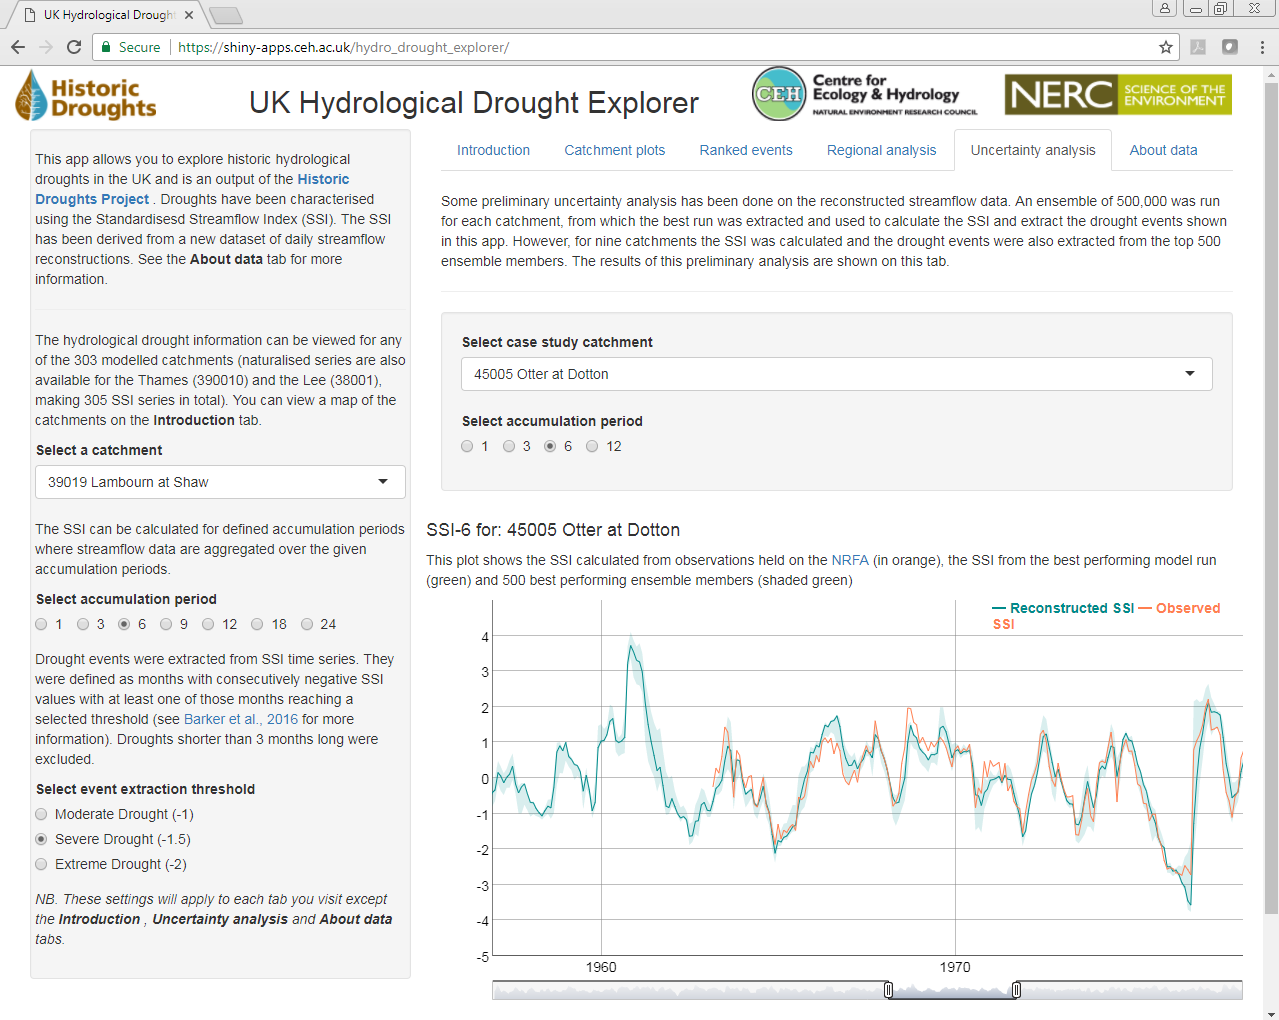 UK Hydrological Drought
Secure
https://shiny-apps.ceh.ac.uk/hydro_drought_explorer/
Historic
Droughts
UK Hydrological Drought Explorer
CEH
Centre for
Ecology & Hydrology
NATURAL ENVIRONMENT RESEARCH COUNCIL
NERC
SCIENCE OF THE
ENVIRONMENT
This app allows you to explore historic hydrological
droughts in the UK and is an output of the Historic
Droughts Project . Droughts have been characterised
using the Standardisesd Streamflow Index (SSI). The SSI
has been derived from a new dataset of daily streamflow
reconstructions. See the About data tab for more
information.
The hydrological drought information can be viewed for any
of the 303 modelled catchments (naturalised series are also
available for the Thames (390010) and the Lee (38001),
making 305 SSI series in total). You can view a map of the
catchments on the Introduction tab.
Select a catchment
39019 Lambourn at Shaw
The SSI can be calculated for defined accumulation periods
where streamflow data are aggregated over the given
accumulation periods.
Select accumulation period
1 3 6 9 12 18 24
Drought events were extracted from SSI time series. They
were defined as months with consecutively negative SSI
values with at least one of those months reaching a
selected threshold (see Barker et al., 2016 for more
information). Droughts shorter than 3 months long were
excluded.
Select event extraction threshold
Moderate Drought (-1)
Severe Drought (-1.5)
Extreme Drought (-2)
NB. These settings will apply to each tab you visit except
the Introduction , Uncertainty analysis and About data
tabs.
Introduction
Catchment plots
Ranked events
Regional analysis
Uncertainty analysis
About data
Some preliminary uncertainty analysis has been done on the reconstructed streamflow data. An ensemble of 500,000 was run
for each catchment, from which the best run was extracted and used to calculate the SSI and extract the drought events shown
in this app. However, for nine catchments the SSI was calculated and the drought events were also extracted from the top 500
ensemble members. The results of this preliminary analysis are shown on this tab.
Select case study catchment
45005 Otter at Dotton
Select accumulation period
1 3 6 12
SSI-6 for: 45005 Otter at Dotton
This plot shows the SSI calculated from observations held on the NRFA (in orange), the SSI from the best performing model run
(green) and 500 best performing ensemble members (shaded green)
Reconstructed SSI Observed
SSI
4
3
2
1
0
-1
-2
-3
-4
-5
1960
1970